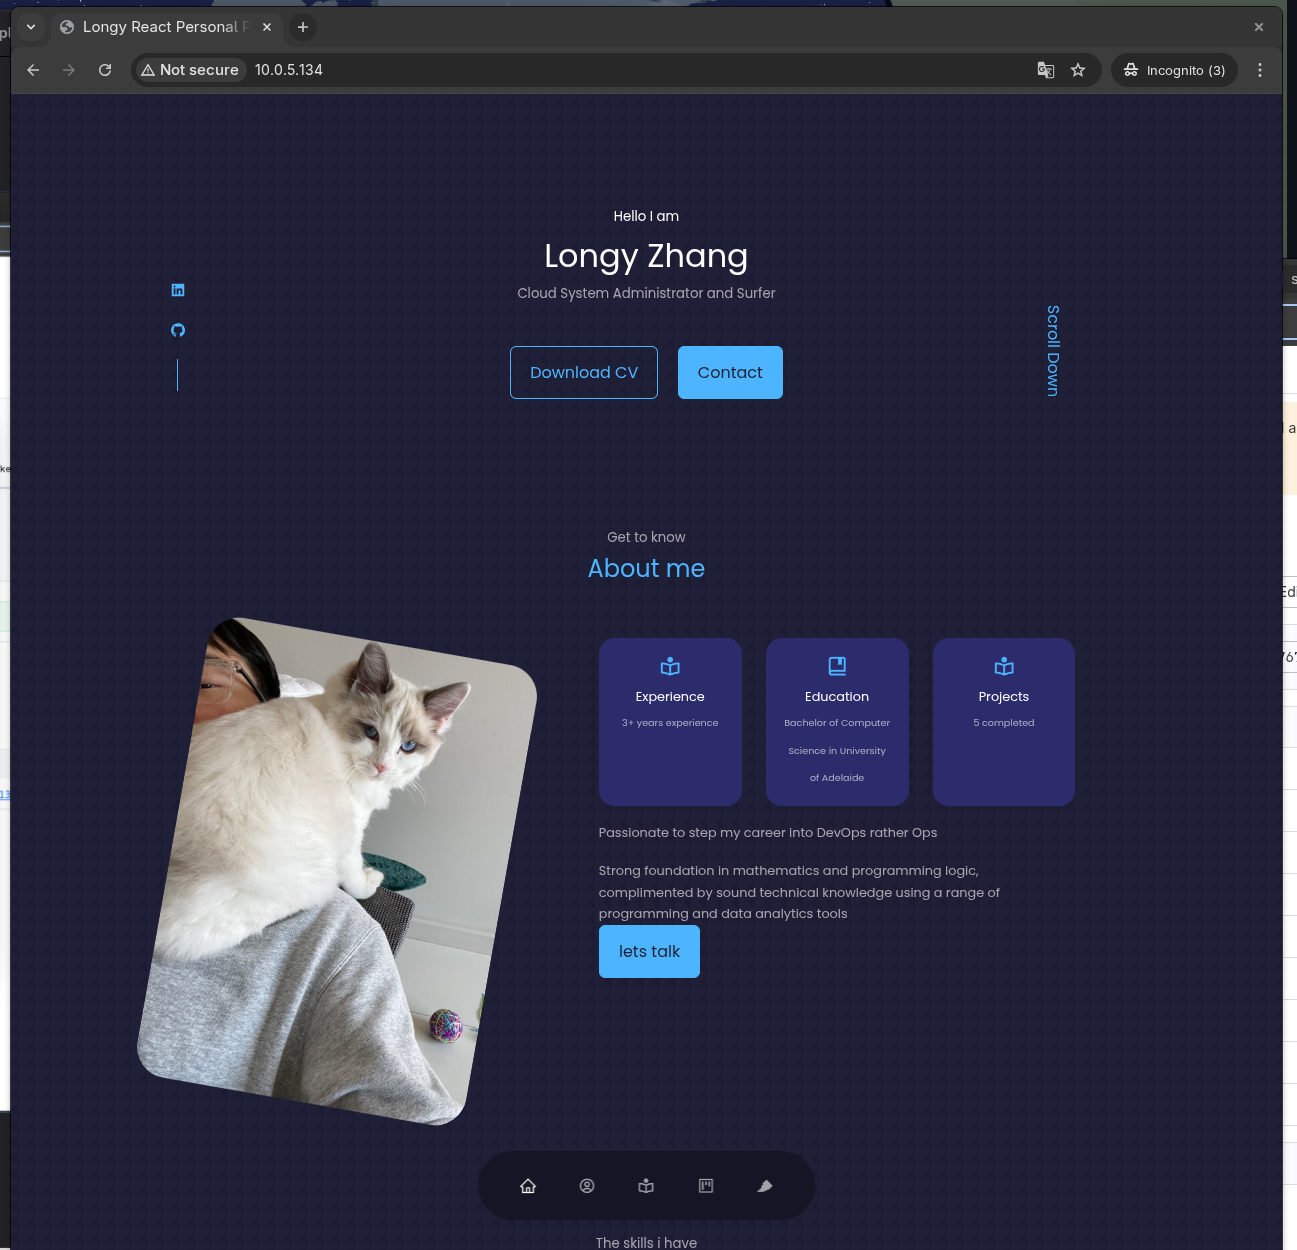 Longy React Personal P
Not secure
10.0.5.134
Incognito (3)
Hello I am
Longy Zhang
Cloud System Administrator and Surfer
Download CV
Contact
Scroll Down
Get to know
About me
Experience
3+ years experience
Education
Bachelor of Computer
Science in University
of Adelaide
Projects
5 completed
Passionate to step my career into DevOps rather Ops
Strong foundation in mathematics and programming logic,
complimented by sound technical knowledge using a range of
programming and data analytics tools
lets talk
The skills i have